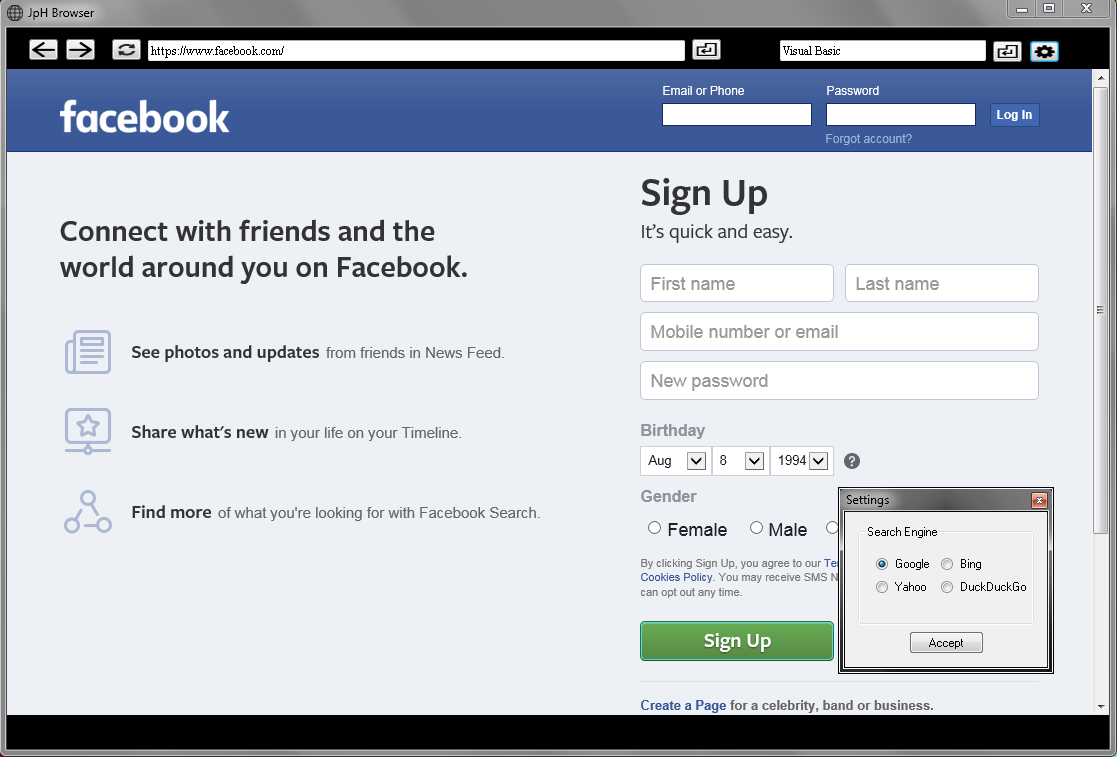 JpH Browser
https://www.facebook.com/
Visual Basic
facebook
Email or Phone
Password
Log In
Forgot account?
Connect with friends and the
world around you on Facebook.
See photos and updates from friends in News Feed.
Share what's new in your life on your Timeline.
Find more of what you're looking for with Facebook Search.
Sign Up
It's quick and easy.
First name
Last name
Mobile number or email
New password
Birthday
Aug 8 1994 ?
Gender
Female Male
By clicking Sign Up, you agree to our
Cookies Policy. You may receive SMS
can opt out any time.
Sign Up
Create a Page for a celebrity, band or business.
Settings
Search Engine
Google Bing
Yahoo DuckDuckGo
Accept